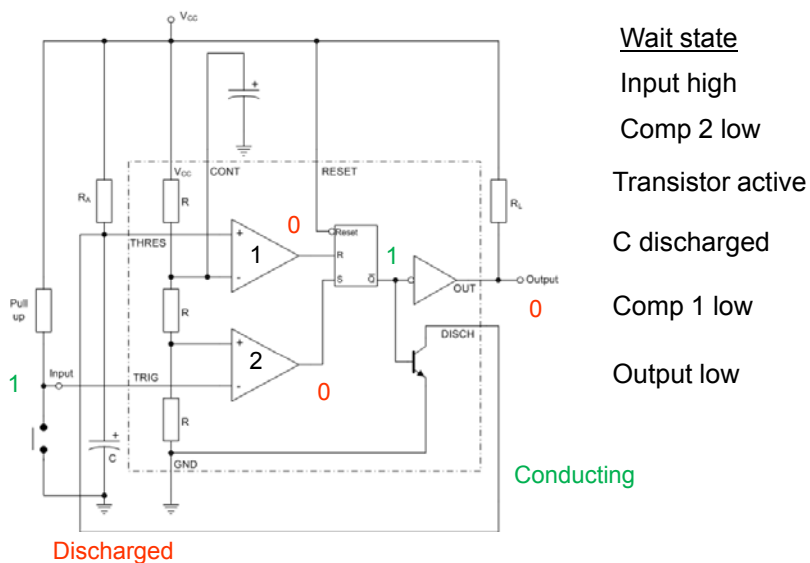 Vcc
Wait state
Input high
Comp 2 low
Transistor active
C discharged
Comp 1 low
Output low
+
Vcc
CONT
RESET
RA
R
RL
0
Reset
THRES
+
1
R
1
-
S
Q̅
OUT
Output
0
Pull
up
R
DISCH
+
2
1
Input
TRIG
-
0
R
+
C
GND
Conducting
Discharged